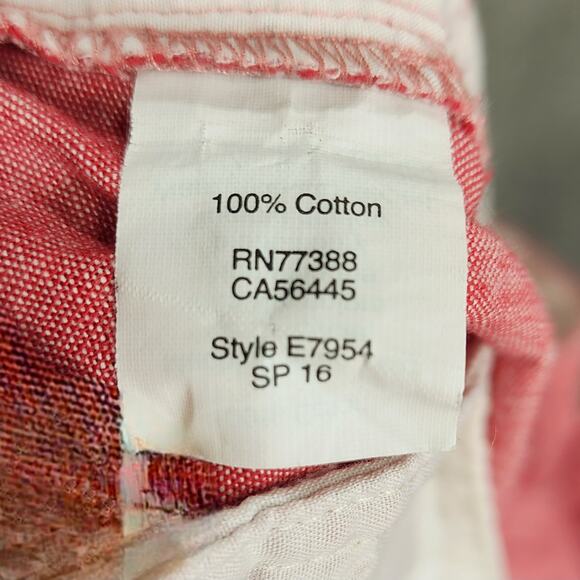 100% Cotton
RN77388
CA56445
Style E7954
SP 16